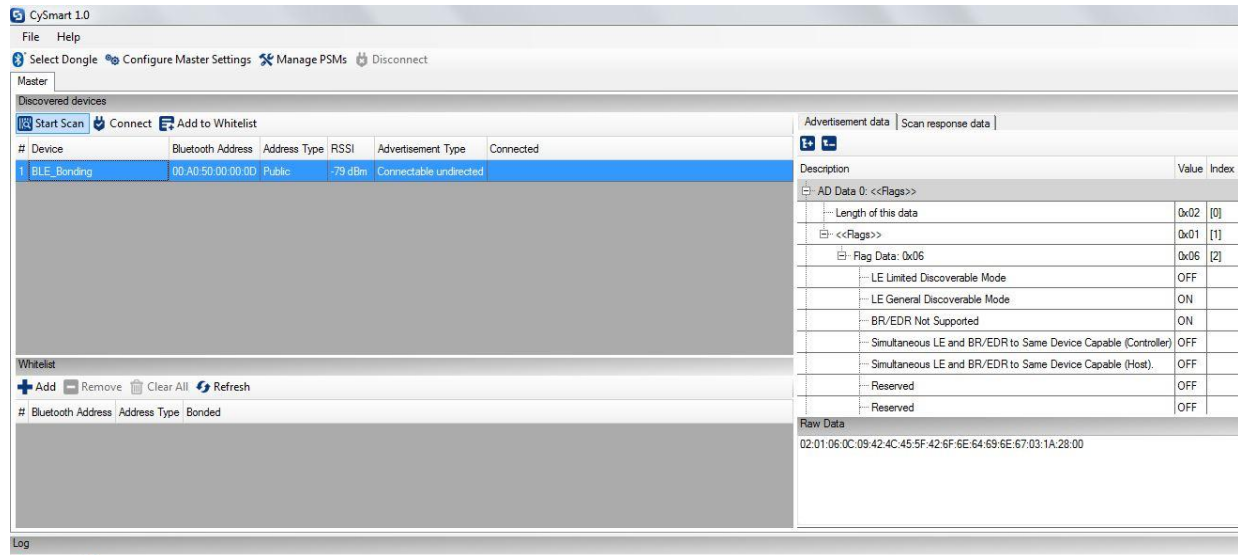 CySmart 1.0
File Help
Select Dongle Configure Master Settings Manage PSMs Disconnect
Master
Discovered devices
Start Scan Connect Add to Whitelist
# Device Bluetooth Address Address Type RSSI Advertisement Type Connected
1 BLE_Bonding 00:A0:50:00:00:0D Public -79 dBm Connectable undirected
Whitelist
Add Remove Clear All Refresh
# Bluetooth Address Address Type Bonded
Advertisement data Scan response data
Description Value Index
AD Data 0: <<Flags>>
Length of this data 0x02 [0]
<<Flags>> 0x01 [1]
Flag Data: 0x06 0x06 [2]
LE Limited Discoverable Mode OFF
LE General Discoverable Mode ON
BR/EDR Not Supported ON
Simultaneous LE and BR/EDR to Same Device Capable (Controller) OFF
Simultaneous LE and BR/EDR to Same Device Capable (Host). OFF
Reserved OFF
Reserved OFF
Raw Data
02:01:06:0C:09:42:4C:45:5F:42:6F:6E:64:69:6E:67:03:1A:28:00
Log